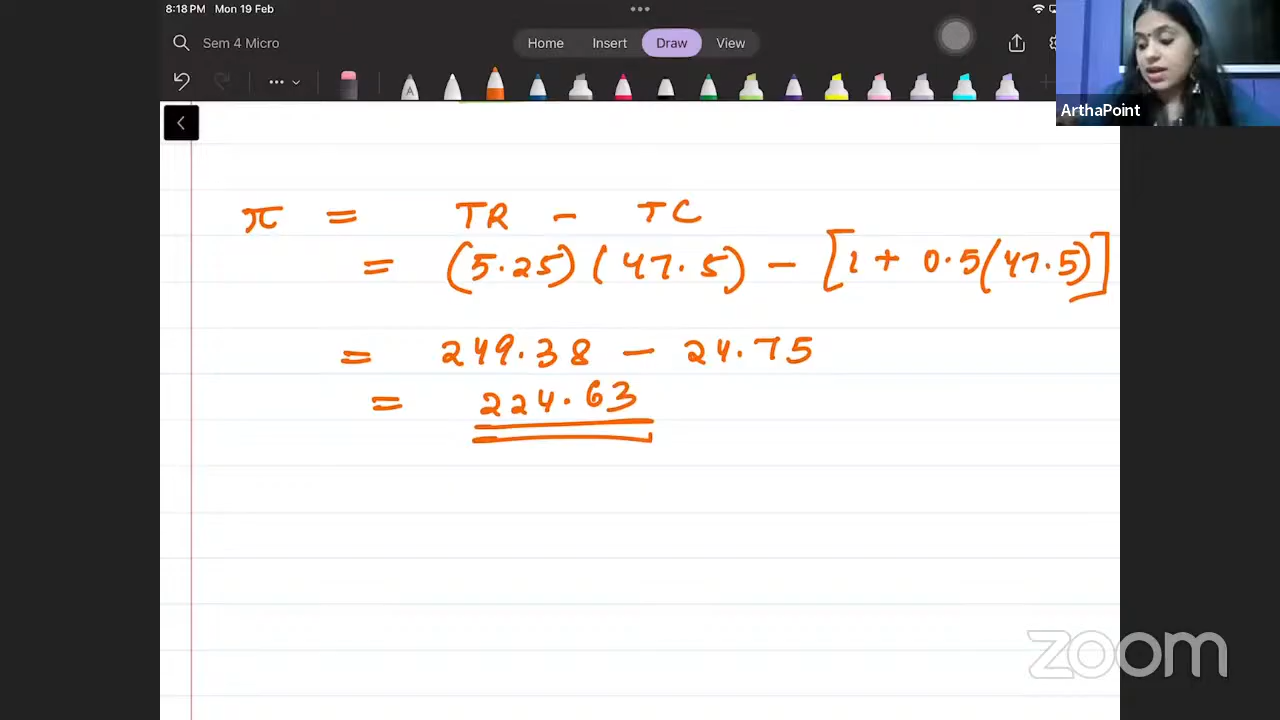 8:18 PM Mon 19 Feb
Sem 4 Micro
Home Insert Draw View
A
ArthaPoint
π = TR - TC
= (5.25) (47.5) - [1 + 0.5(47.5)]
= 249.38 - 24.75
= 224.63
zoom